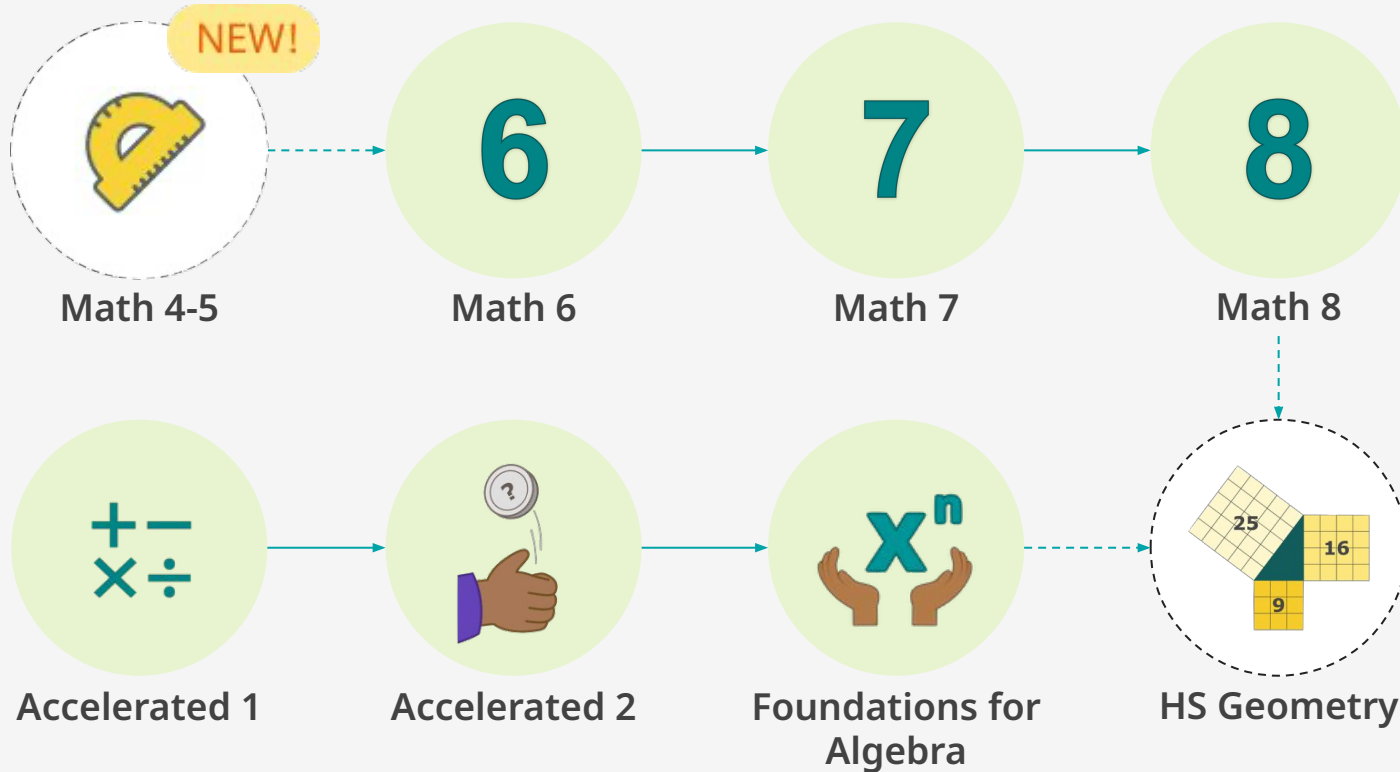 NEW!
6
7
8
Math 4-5
Math 6
Math 7
Math 8
+ −
× ÷
?
xⁿ
25
16
9
Accelerated 1
Accelerated 2
Foundations for
Algebra
HS Geometry